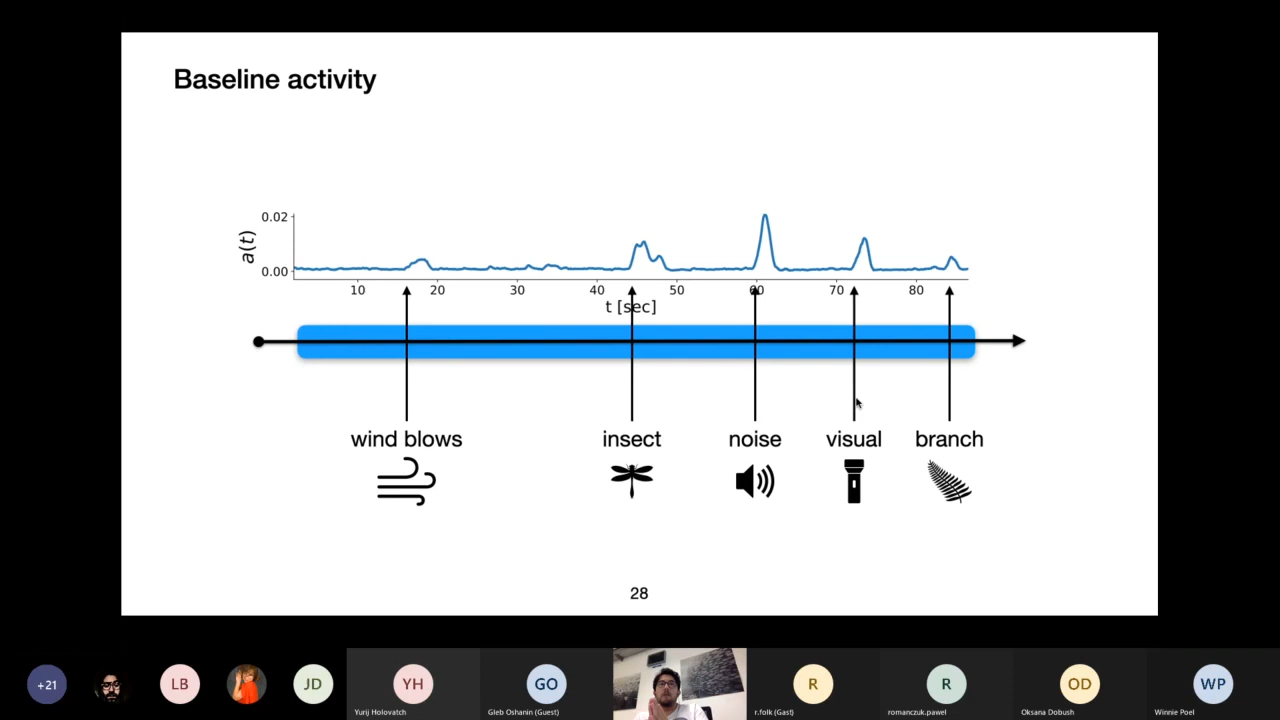 Baseline activity
a(t)
0.02
0.00
10 20 30 40 50 60 70 80
t [sec]
wind blows insect noise visual branch
28
+21 LB JD YH GO R R OD WP
Yurij Holovatch Gleb Oshanin (Guest) r.folk (Gast) romanczuk.pawel Oksana Dobush Winnie Poel